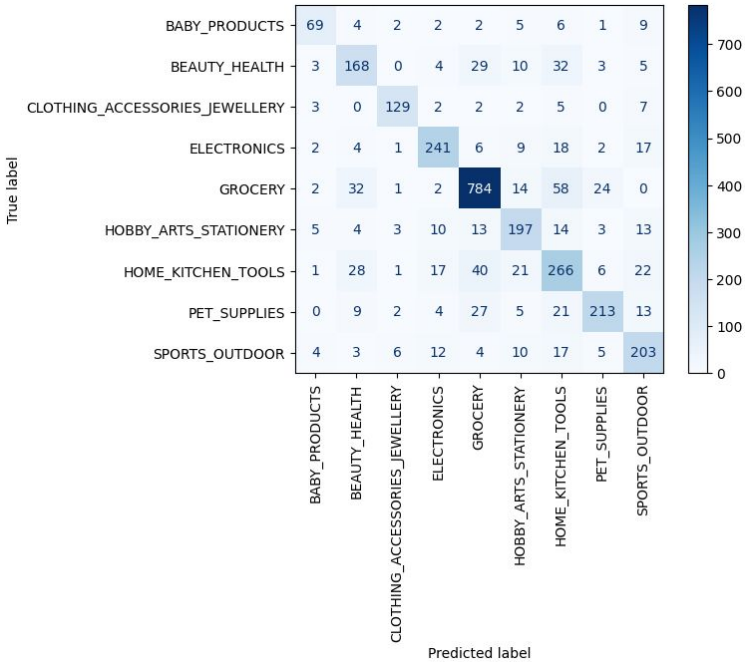 True label
BABY_PRODUCTS 69 4 2 2 2 5 6 1 9
BEAUTY_HEALTH 3 168 0 4 29 10 32 3 5
CLOTHING_ACCESSORIES_JEWELLERY 3 0 129 2 2 2 5 0 7
ELECTRONICS 2 4 1 241 6 9 18 2 17
GROCERY 2 32 1 2 784 14 58 24 0
HOBBY_ARTS_STATIONERY 5 4 3 10 13 197 14 3 13
HOME_KITCHEN_TOOLS 1 28 1 17 40 21 266 6 22
PET_SUPPLIES 0 9 2 4 27 5 21 213 13
SPORTS_OUTDOOR 4 3 6 12 4 10 17 5 203
BABY_PRODUCTS
BEAUTY_HEALTH
CLOTHING_ACCESSORIES_JEWELLERY
ELECTRONICS
GROCERY
HOBBY_ARTS_STATIONERY
HOME_KITCHEN_TOOLS
PET_SUPPLIES
SPORTS_OUTDOOR
Predicted label
700
600
500
400
300
200
100
0